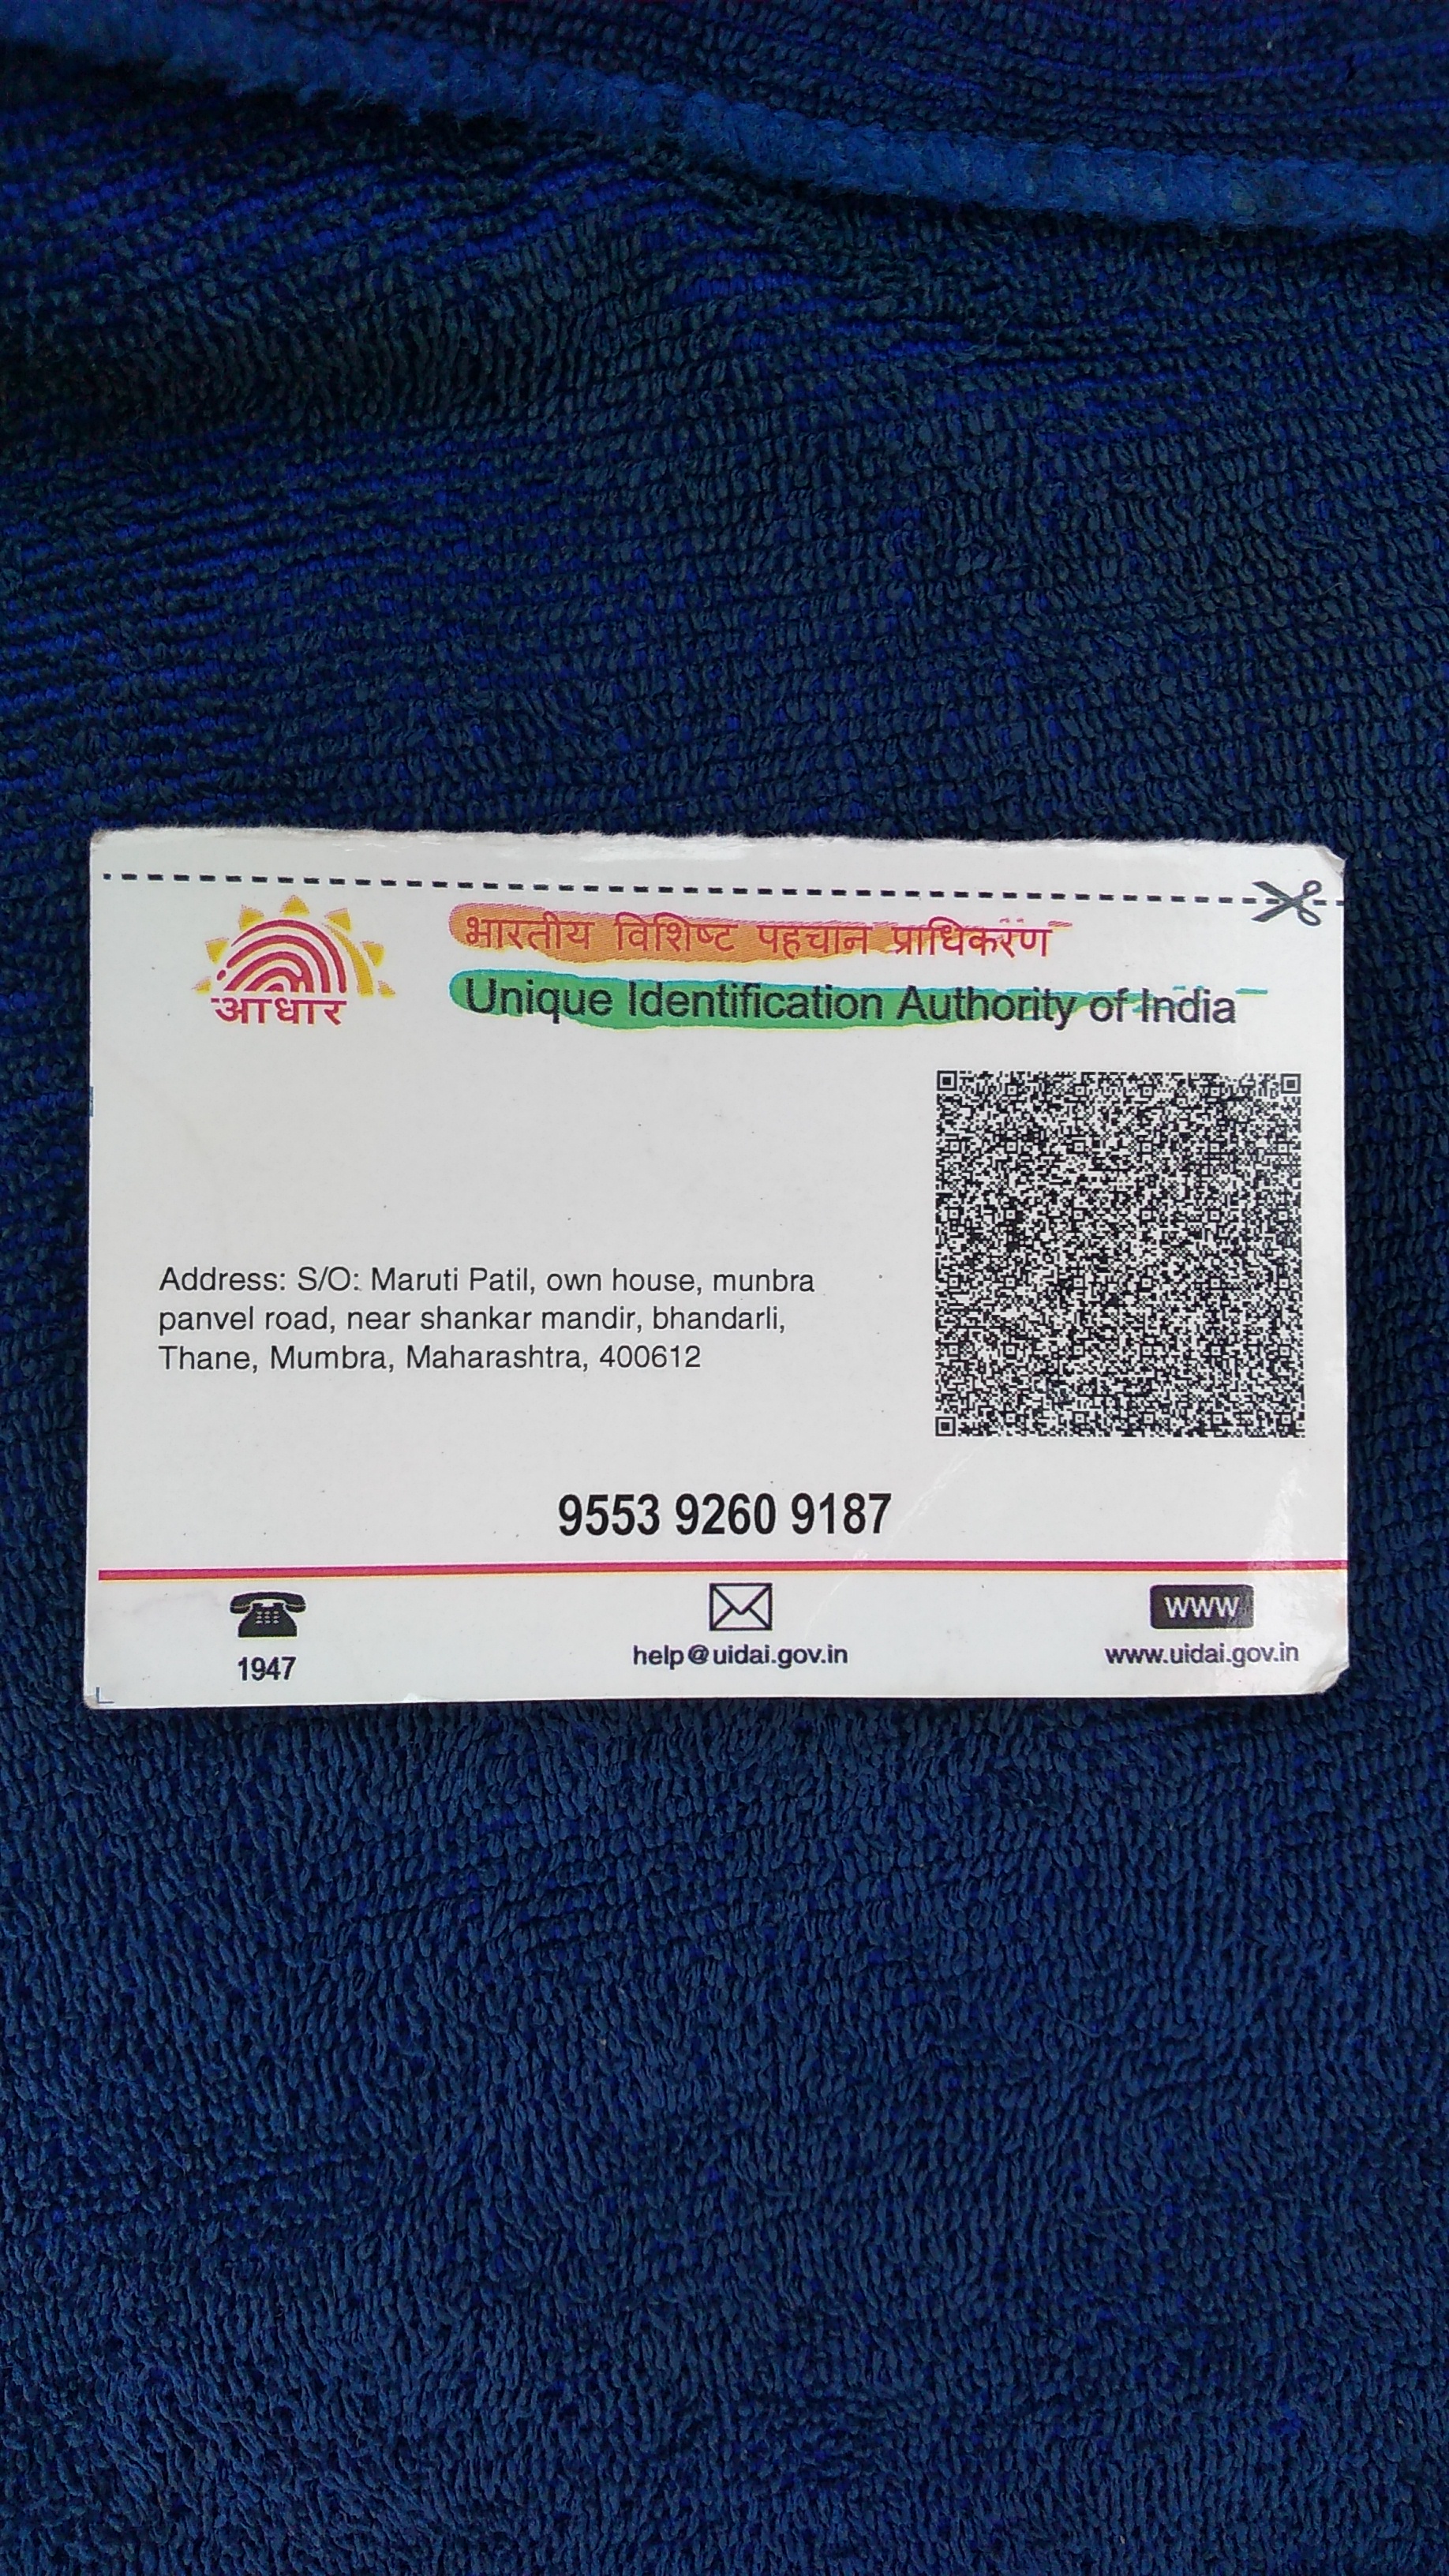 आधार
भारतीय विशिष्ट पहचान प्राधिकरण
Unique Identification Authority of India
Address: S/O: Maruti Patil, own house, munbra
panvel road, near shankar mandir, bhandarli,
Thane, Mumbra, Maharashtra, 400612
9553 9260 9187
1947
help@uidai.gov.in
www
www.uidai.gov.in